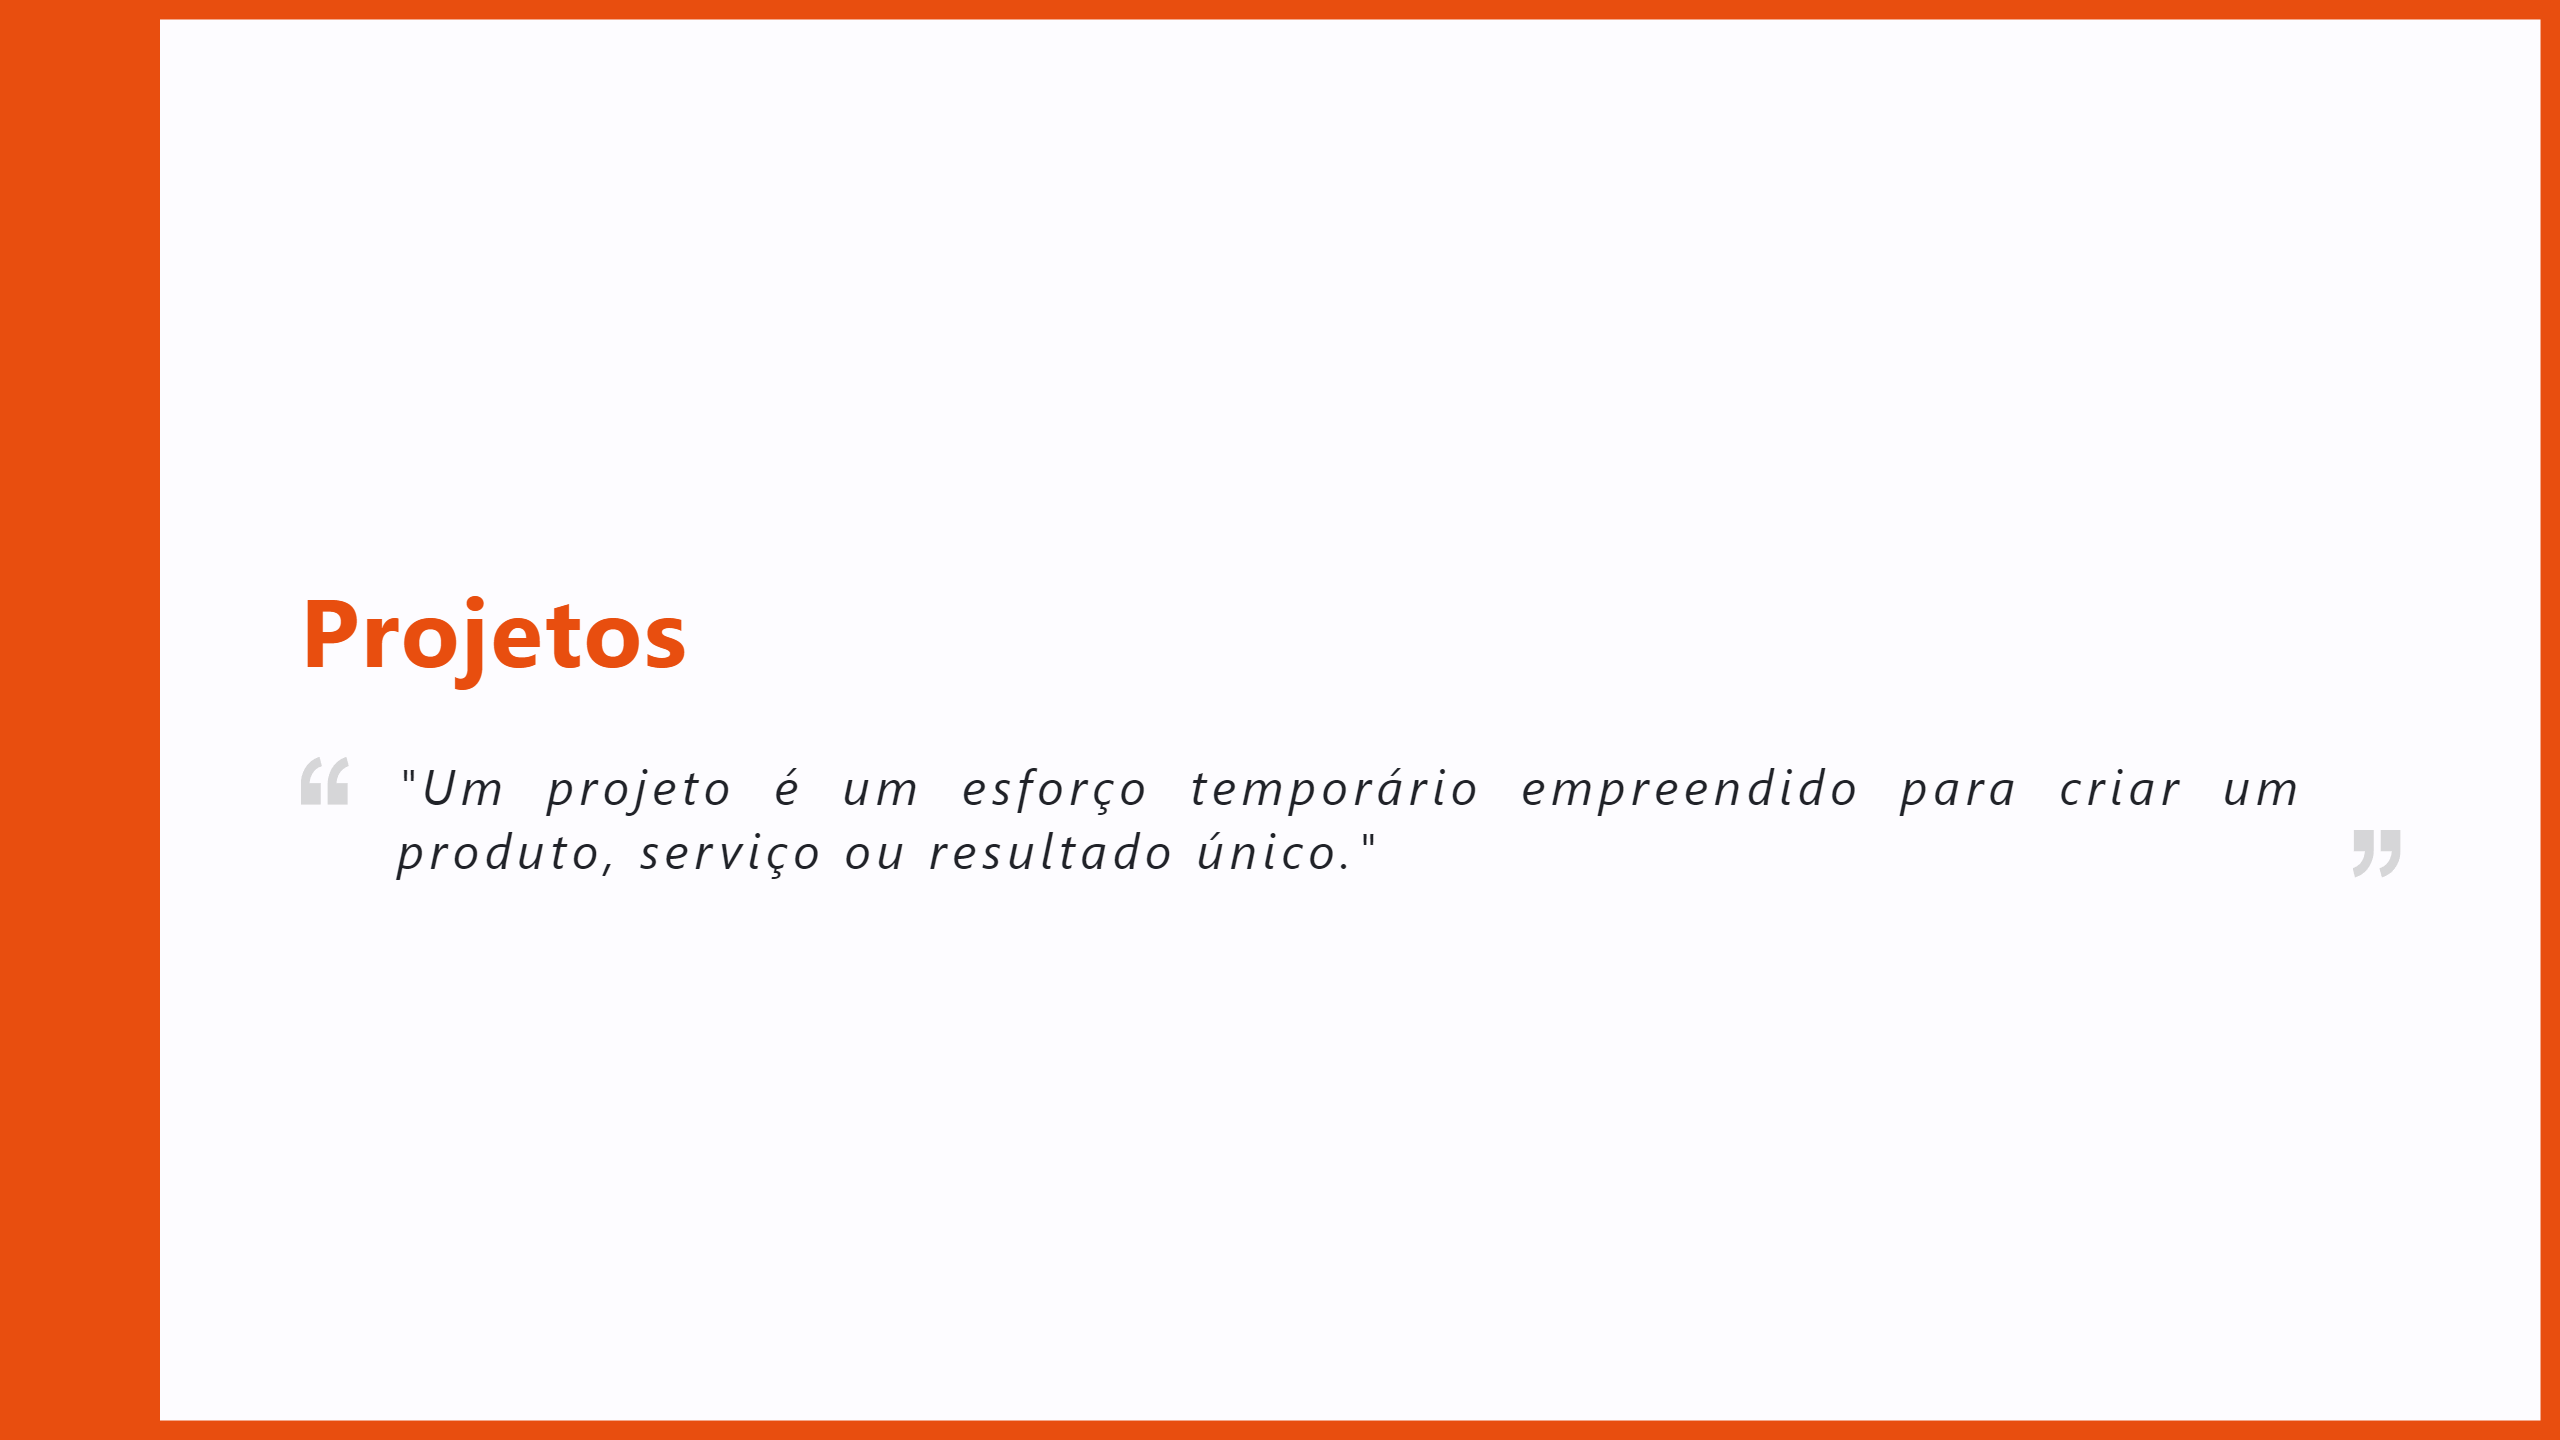 Projetos
“ "Um projeto é um esforço temporário empreendido para criar um
produto, serviço ou resultado único." ”